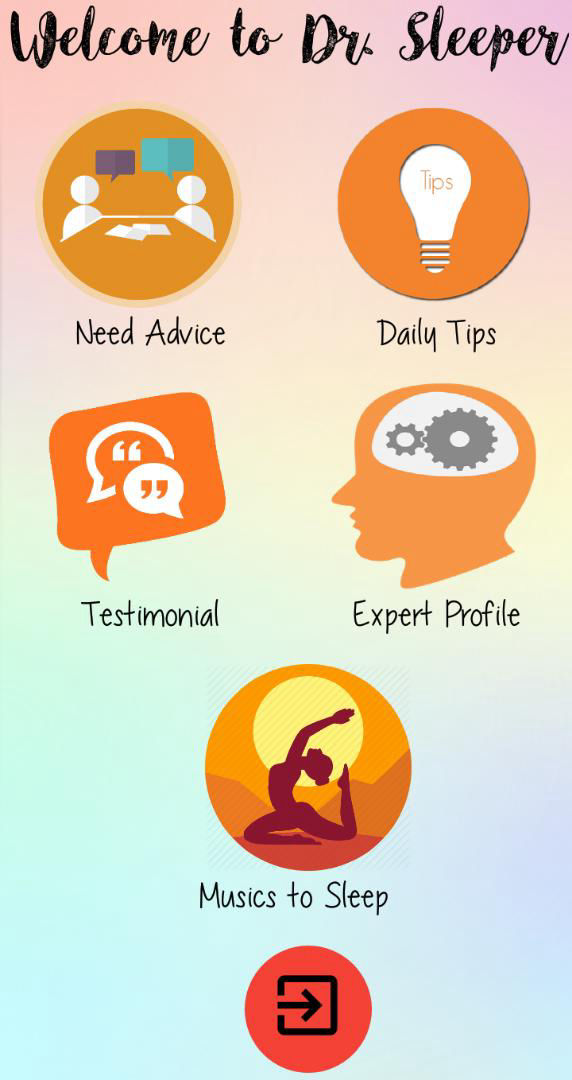 Welcome to Dr. Sleeper
Tips
Need Advice
Daily Tips
Testimonial
Expert Profile
Musics to Sleep